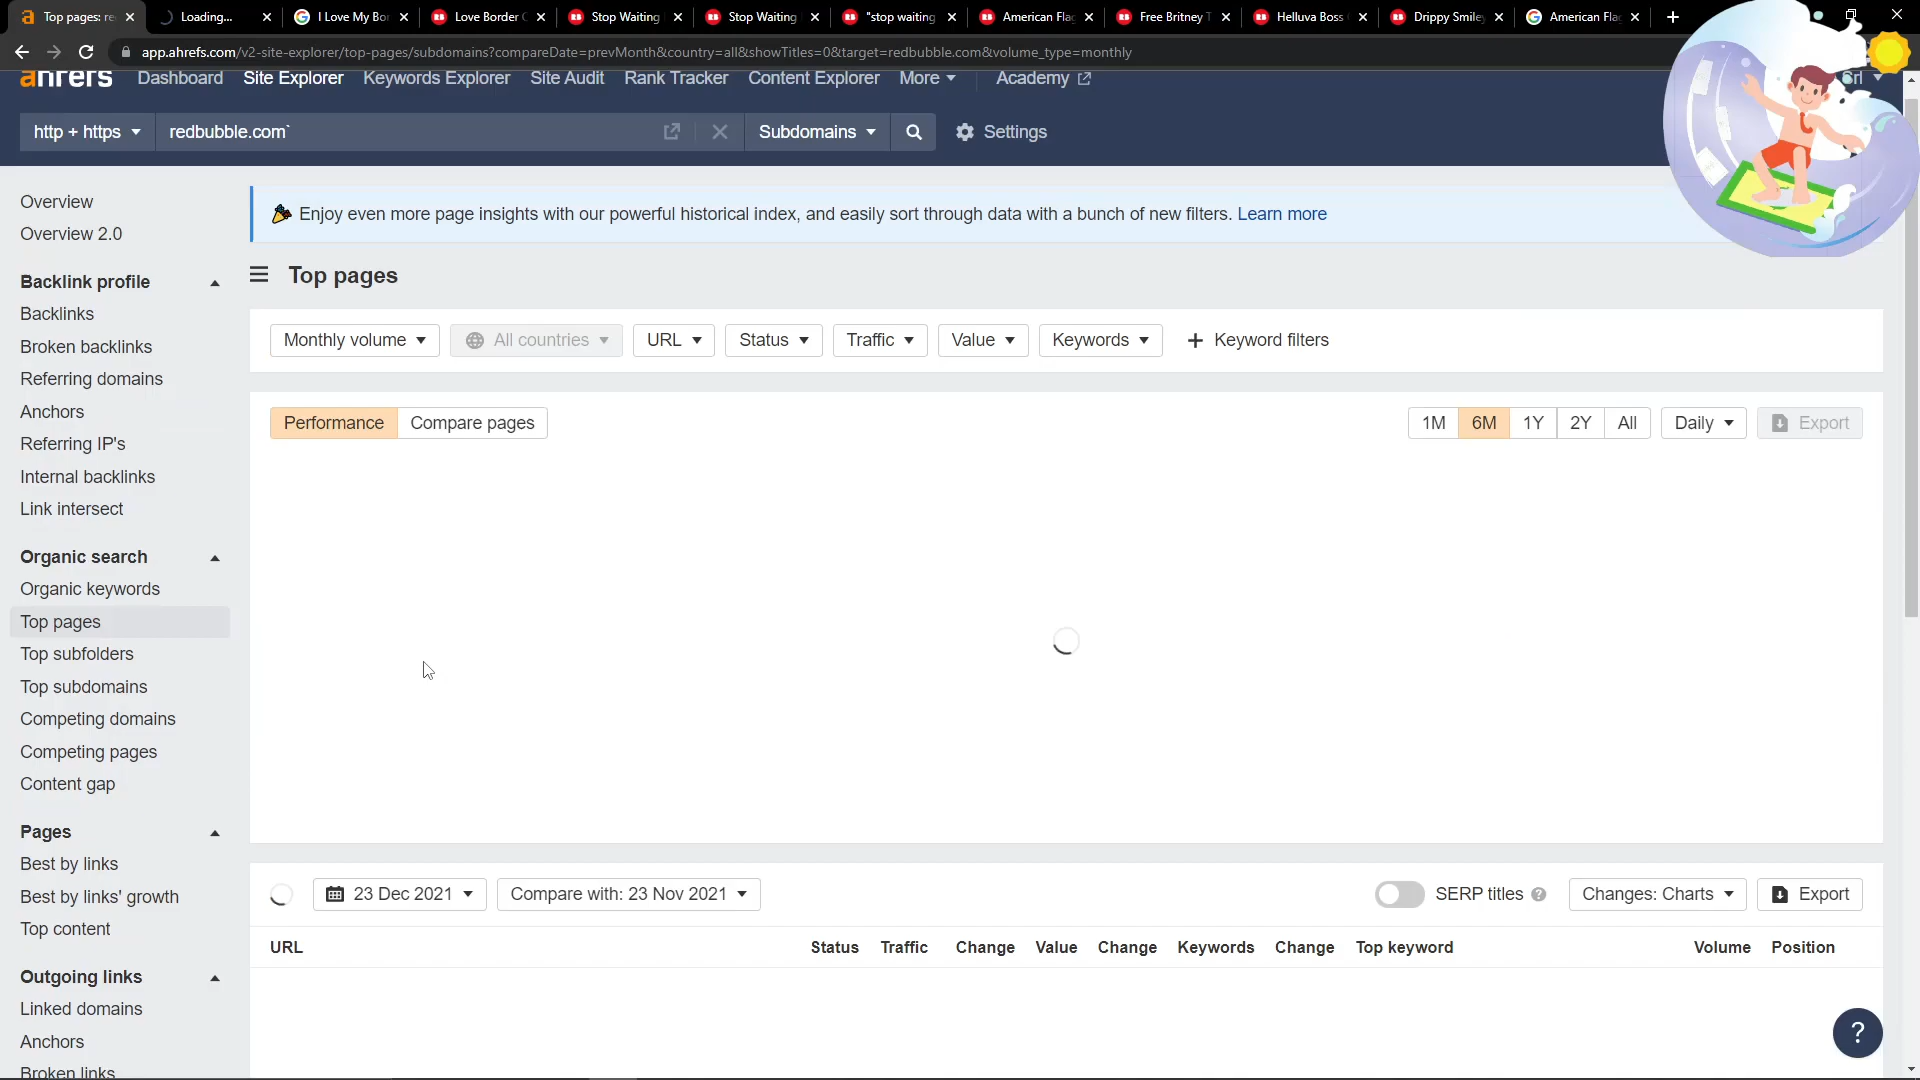 Top pages: re
Loading...
I Love My Bor
Love Border C
Stop Waiting
Stop Waiting
"stop waiting
American Flag
Free Britney T
Helluva Boss
Drippy Smiley
American Flag
app.ahrefs.com/v2-site-explorer/top-pages/subdomains?compareDate=prevMonth&country=all&showTitles=0&target=redbubble.com&volume_type=monthly
ahrefs
Dashboard
Site Explorer
Keywords Explorer
Site Audit
Rank Tracker
Content Explorer
More
Academy
Srl
http + https
redbubble.com`
Subdomains
Settings
Overview
Overview 2.0
Backlink profile
Backlinks
Broken backlinks
Referring domains
Anchors
Referring IP's
Internal backlinks
Link intersect
Organic search
Organic keywords
Top pages
Top subfolders
Top subdomains
Competing domains
Competing pages
Content gap
Pages
Best by links
Best by links' growth
Top content
Outgoing links
Linked domains
Anchors
Broken links
Enjoy even more page insights with our powerful historical index, and easily sort through data with a bunch of new filters. Learn more
Top pages
Monthly volume
All countries
URL
Status
Traffic
Value
Keywords
+ Keyword filters
Performance
Compare pages
1M
6M
1Y
2Y
All
Daily
Export
23 Dec 2021
Compare with: 23 Nov 2021
SERP titles ?
Changes: Charts
Export
URL
Status
Traffic
Change
Value
Change
Keywords
Change
Top keyword
Volume
Position
?